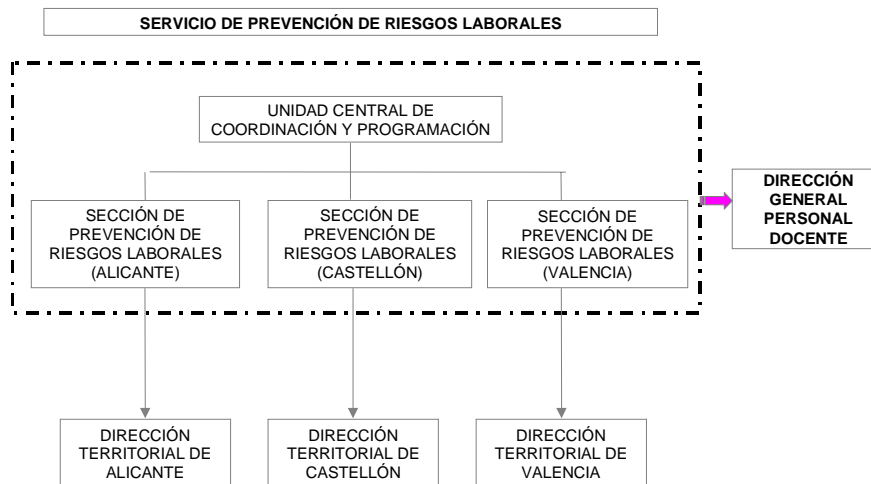 SERVICIO DE PREVENCIÓN DE RIESGOS LABORALES
UNIDAD CENTRAL DE
COORDINACIÓN Y PROGRAMACIÓN
SECCIÓN DE
PREVENCIÓN DE
RIESGOS LABORALES
(ALICANTE)
SECCIÓN DE
PREVENCIÓN DE
RIESGOS LABORALES
(CASTELLÓN)
SECCIÓN DE
PREVENCIÓN DE
RIESGOS LABORALES
(VALENCIA)
DIRECCIÓN
GENERAL
PERSONAL
DOCENTE
DIRECCIÓN
TERRITORIAL DE
ALICANTE
DIRECCIÓN
TERRITORIAL DE
CASTELLÓN
DIRECCIÓN
TERRITORIAL DE
VALENCIA